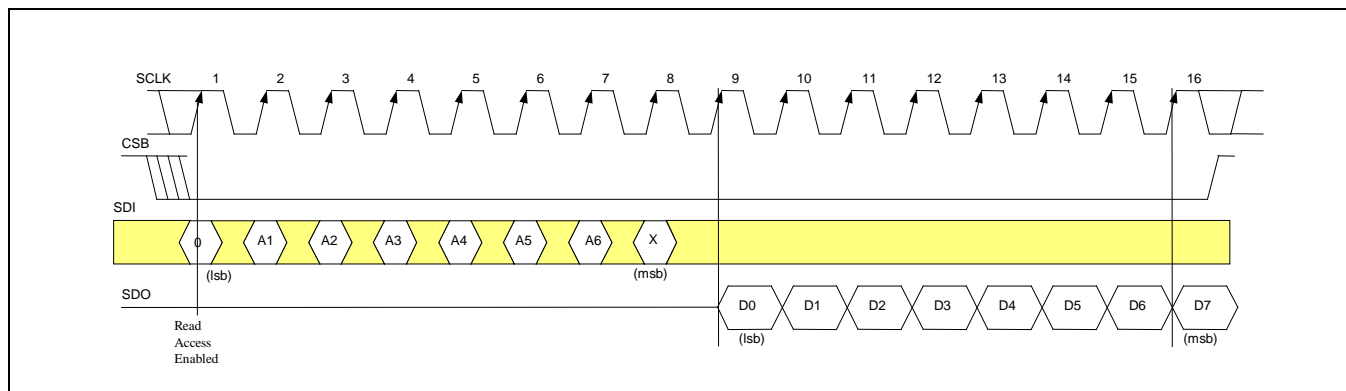 SCLK 1 2 3 4 5 6 7 8 9 10 11 12 13 14 15 16
CSB
SDI
0 A1 A2 A3 A4 A5 A6 X
(lsb) (msb)
SDO
D0 D1 D2 D3 D4 D5 D6 D7
(lsb) (msb)
Read
Access
Enabled